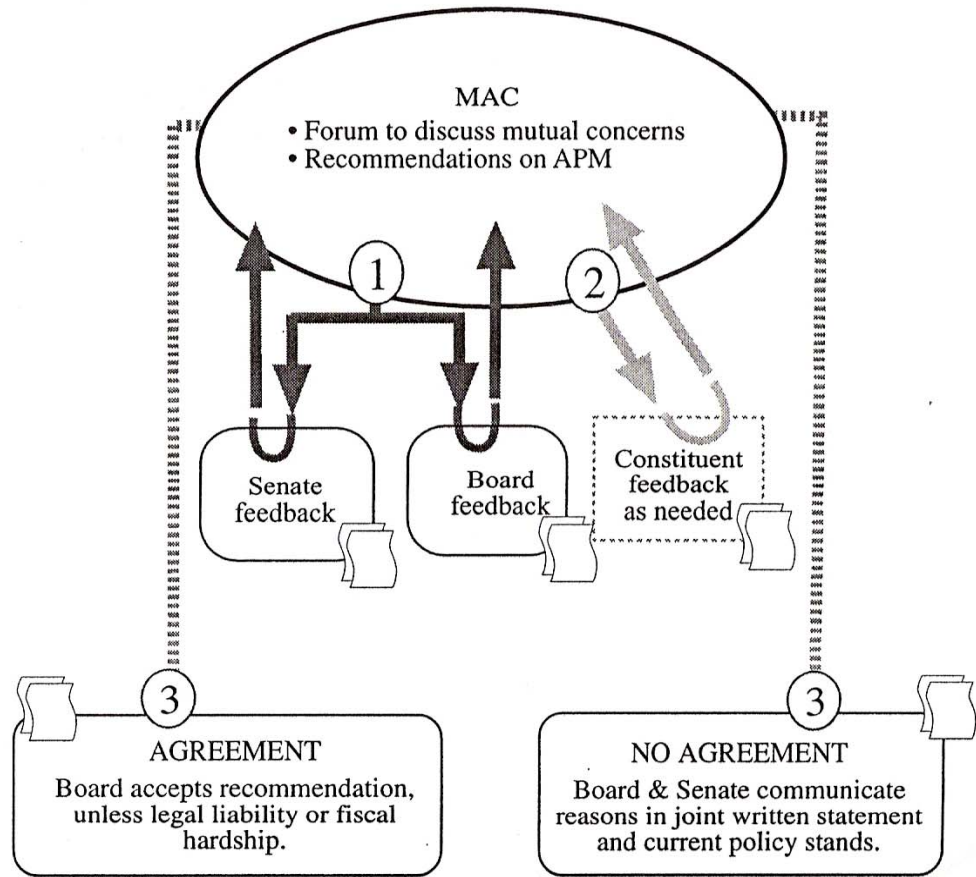 MAC
• Forum to discuss mutual concerns
• Recommendations on APM
1
2
Senate
feedback
Board
feedback
Constituent
feedback
as needed
3
AGREEMENT
Board accepts recommendation,
unless legal liability or fiscal
hardship.
3
NO AGREEMENT
Board & Senate communicate
reasons in joint written statement
and current policy stands.